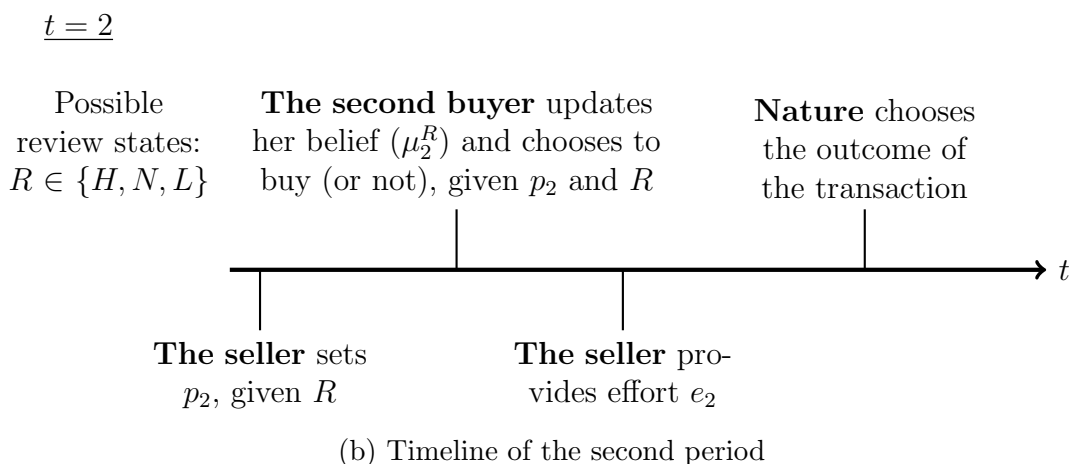 t = 2
Possible
review states:
R ∈ {H, N, L}
The second buyer updates
her belief (μ₂ᴿ) and chooses to
buy (or not), given p₂ and R
Nature chooses
the outcome of
the transaction
t
The seller sets
p₂, given R
The seller pro-
vides effort e₂
(b) Timeline of the second period